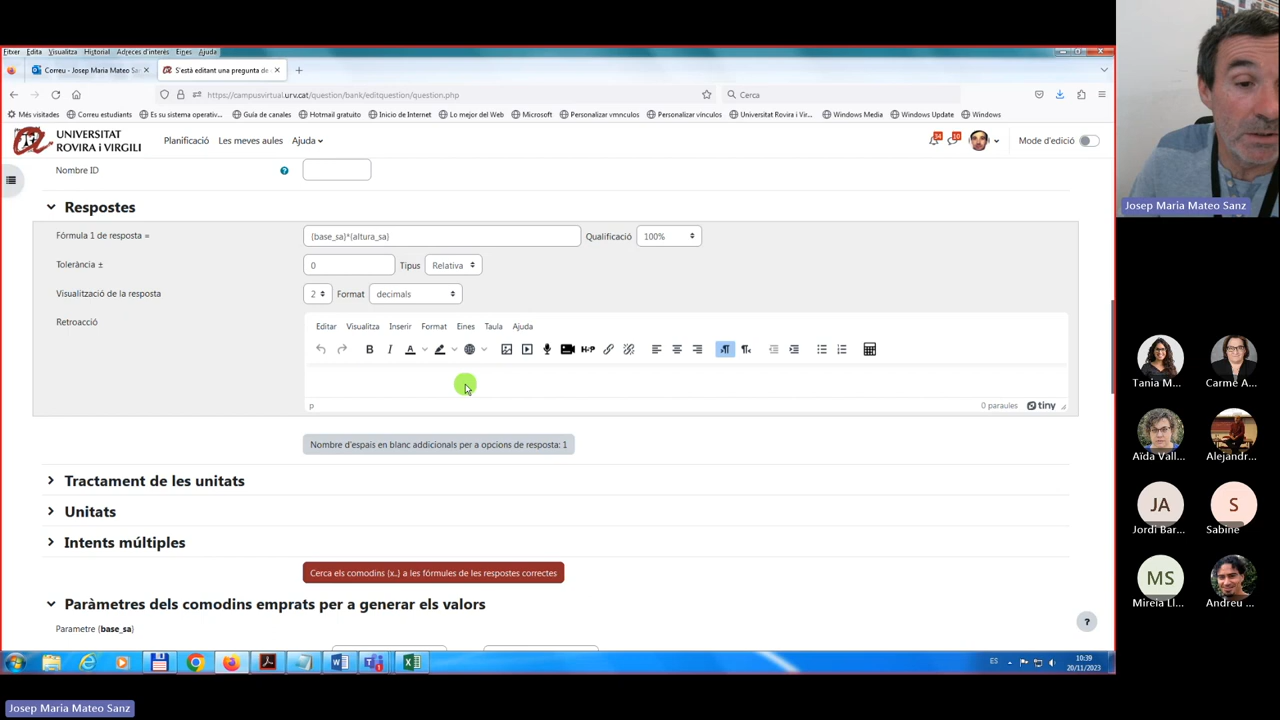 Fitxer Edita Visualitza Historial Adreces d'interès Eines Ajuda
Correu - Josep Maria Mateo Sa
S'està editant una pregunta de
https://campusvirtual.urv.cat/question/bank/editquestion/question.php
Cerca
Més visitades Correu estudiants Es su sistema operativ... Guía de canales Hotmail gratuito Inicio de Internet Lo mejor del Web Microsoft Personalizar vmnculos Personalizar vínculos Universitat Rovira i Vir... Windows Media Windows Update Windows
UNIVERSITAT
ROVIRA i VIRGILI
Planificació Les meves aules Ajuda
Mode d'edició
Nombre ID
Respostes
Fórmula 1 de resposta = {base_sa}*{altura_sa} Qualificació 100%
Tolerància ± 0 Tipus Relativa
Visualització de la resposta 2 Format decimals
Retroacció
Editar Visualitza Inserir Format Eines Taula Ajuda
B I A H-P
p 0 paraules tiny
Nombre d'espais en blanc addicionals per a opcions de resposta: 1
Tractament de les unitats
Unitats
Intents múltiples
Cerca els comodins {x..} a les fórmules de les respostes correctes
Paràmetres dels comodins emprats per a generar els valors
Parametre {base_sa}
?
ES
10:39
20/11/2023
Josep Maria Mateo Sanz
Tania M...
Carme A...
Aïda Vall...
Alejandr...
JA
Jordi Bar...
S
Sabine
MS
Mireia Ll...
Andreu ...
Josep Maria Mateo Sanz